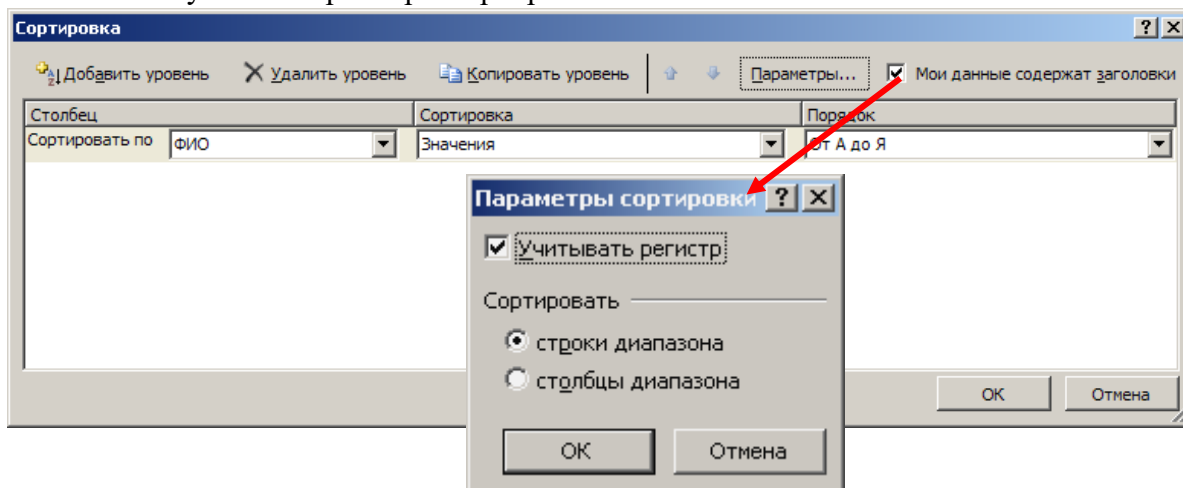 Сортировка
Добавить уровень Удалить уровень Копировать уровень Параметры... Мои данные содержат заголовки
Столбец Сортировка Порядок
Сортировать по ФИО Значения От А до Я
Параметры сортировки
Учитывать регистр
Сортировать
строки диапазона
столбцы диапазона
ОК Отмена
ОК Отмена